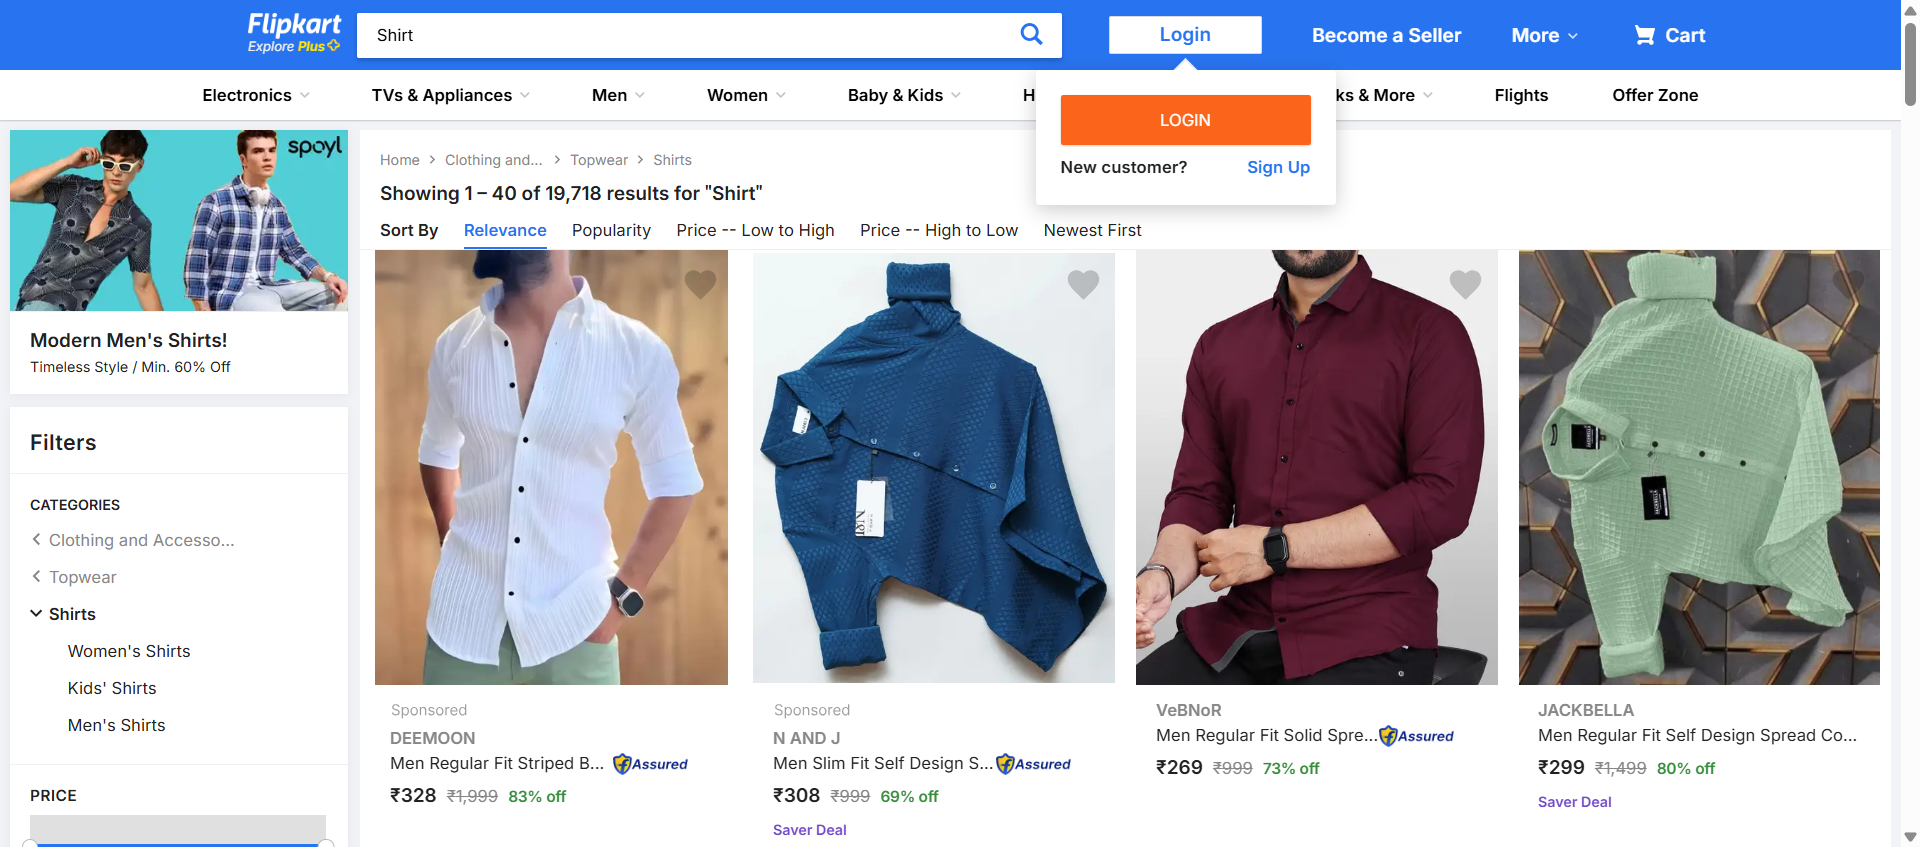 Flipkart
Explore Plus
Shirt
Login
Become a Seller
More
Cart
Electronics
TVs & Appliances
Men
Women
Baby & Kids
H
ks & More
Flights
Offer Zone
LOGIN
New customer?
Sign Up
spoyl
Modern Men's Shirts!
Timeless Style / Min. 60% Off
Filters
CATEGORIES
Clothing and Accesso...
Topwear
Shirts
Women's Shirts
Kids' Shirts
Men's Shirts
PRICE
Home
Clothing and...
Topwear
Shirts
Showing 1 – 40 of 19,718 results for "Shirt"
Sort By
Relevance
Popularity
Price -- Low to High
Price -- High to Low
Newest First
Sponsored
DEEMOON
Men Regular Fit Striped B...
Assured
₹328 ₹1,999 83% off
Sponsored
N AND J
Men Slim Fit Self Design S...
Assured
₹308 ₹999 69% off
Saver Deal
VeBNoR
Men Regular Fit Solid Spre...
Assured
₹269 ₹999 73% off
JACKBELLA
Men Regular Fit Self Design Spread Co...
₹299 ₹1,499 80% off
Saver Deal